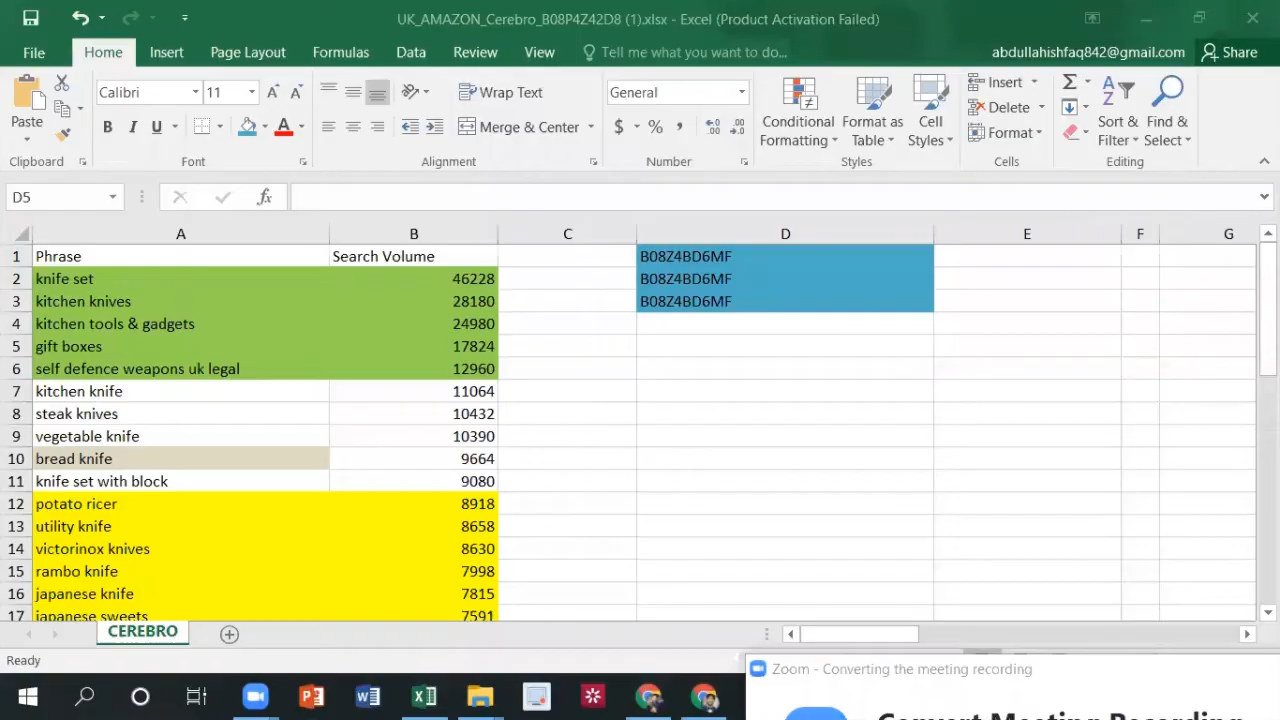 UK_AMAZON_Cerebro_B08P4Z42D8 (1).xlsx - Excel (Product Activation Failed)
File Home Insert Page Layout Formulas Data Review View Tell me what you want to do... abdullahishfaq842@gmail.com Share
Paste
Calibri 11
B I U A
Wrap Text
Merge & Center
General
$ % ,
Conditional Formatting
Format as Table
Cell Styles
Insert
Delete
Format
Sort & Filter
Find & Select
Clipboard Font Alignment Number Styles Cells Editing
D5 fx
A B C D E F G
1 Phrase Search Volume B08Z4BD6MF
2 knife set 46228 B08Z4BD6MF
3 kitchen knives 28180 B08Z4BD6MF
4 kitchen tools & gadgets 24980
5 gift boxes 17824
6 self defence weapons uk legal 12960
7 kitchen knife 11064
8 steak knives 10432
9 vegetable knife 10390
10 bread knife 9664
11 knife set with block 9080
12 potato ricer 8918
13 utility knife 8658
14 victorinox knives 8630
15 rambo knife 7998
16 japanese knife 7815
17 japanese sweets 7591
CEREBRO
Ready
Zoom - Converting the meeting recording
Convert Meeting Recording